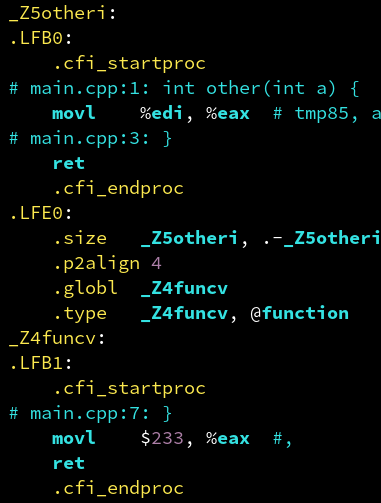 _Z5otheri:
.LFB0:
    .cfi_startproc
# main.cpp:1: int other(int a) {
    movl    %edi, %eax  # tmp85, a
# main.cpp:3: }
    ret
    .cfi_endproc
.LFE0:
    .size   _Z5otheri, .-_Z5otheri
    .p2align 4
    .globl  _Z4funcv
    .type   _Z4funcv, @function
_Z4funcv:
.LFB1:
    .cfi_startproc
# main.cpp:7: }
    movl    $233, %eax  #,
    ret
    .cfi_endproc